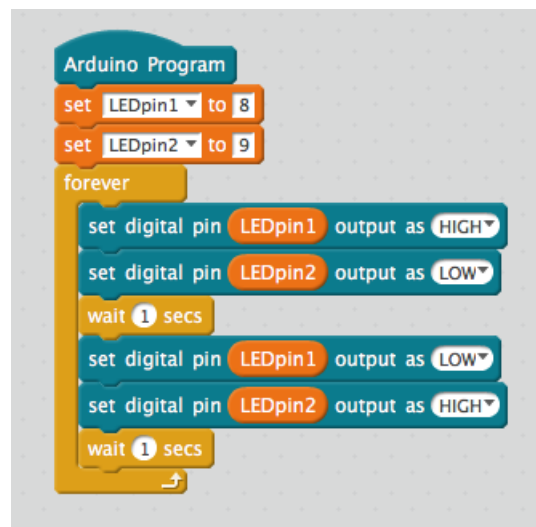 Arduino Program
set LEDpin1 to 8
set LEDpin2 to 9
forever
set digital pin LEDpin1 output as HIGH
set digital pin LEDpin2 output as LOW
wait 1 secs
set digital pin LEDpin1 output as LOW
set digital pin LEDpin2 output as HIGH
wait 1 secs